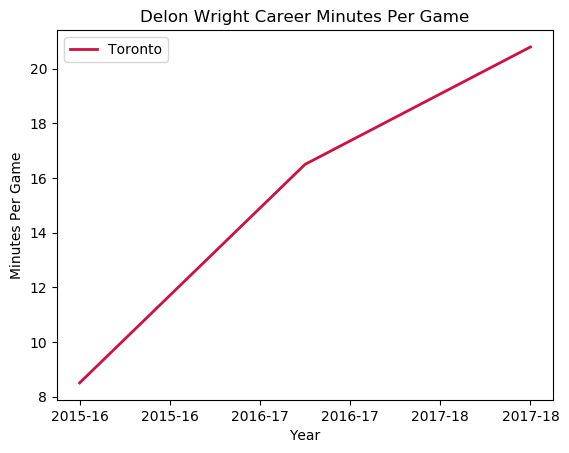 Delon Wright Career Minutes Per Game
Toronto
20
18
16
14
12
10
8
Minutes Per Game
2015-16 2015-16 2016-17 2016-17 2017-18 2017-18
Year